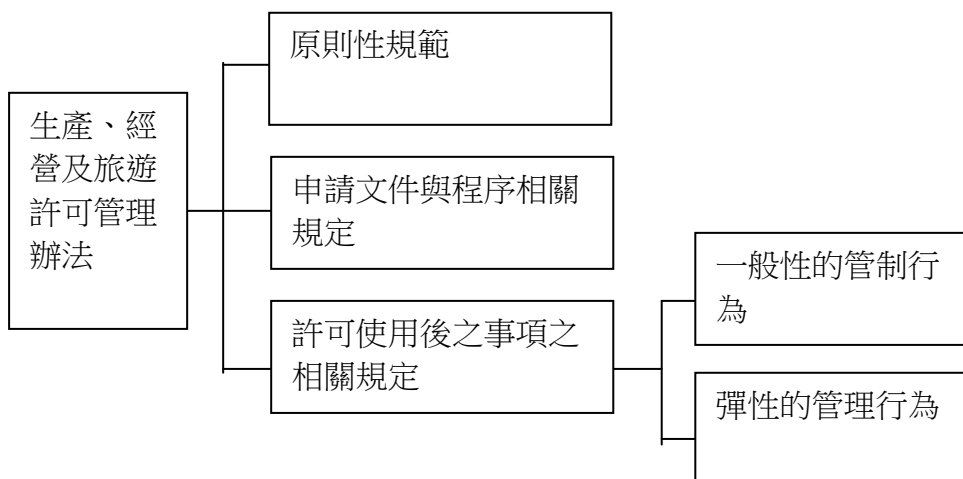 原則性規範
生產、經
營及旅遊
許可管理
辦法
申請文件與程序相關
規定
許可使用後之事項之
相關規定
一般性的管制行
為
彈性的管理行為